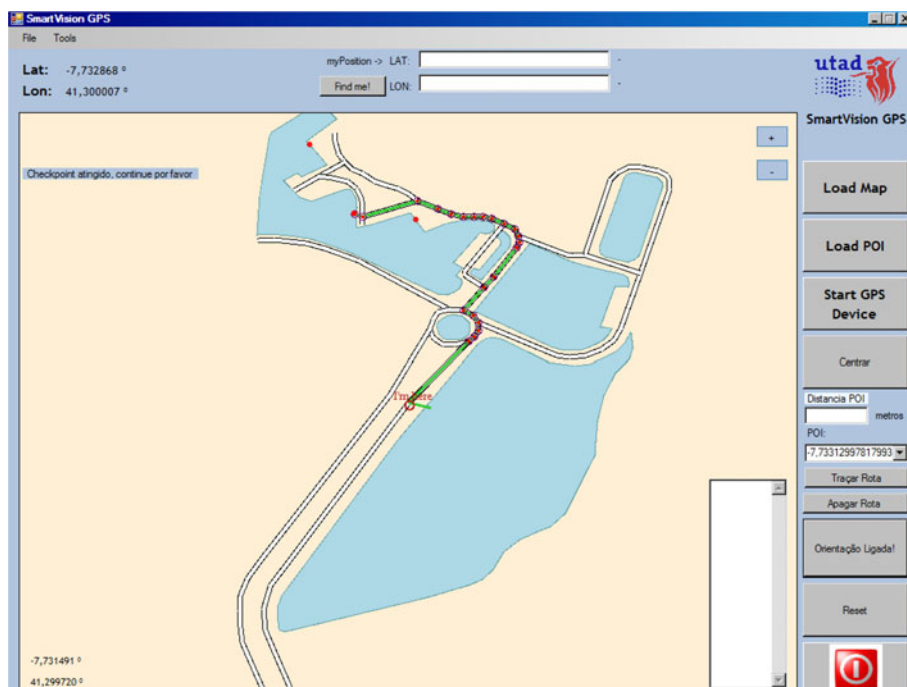 SmartVision GPS
File Tools
Lat: -7,732868 º
Lon: 41,300007 º
myPosition -> LAT: -
Find me! LON: -
utad
SmartVision GPS
+
-
Checkpoint atingido, continue por favor
Load Map
Load POI
Start GPS
Device
Centrar
Distancia POI
metros
POI:
-7,73312997817993
Traçar Rota
Apagar Rota
Orientação Ligada!
Reset
I'm here
-7,731491 º
41,299720 º